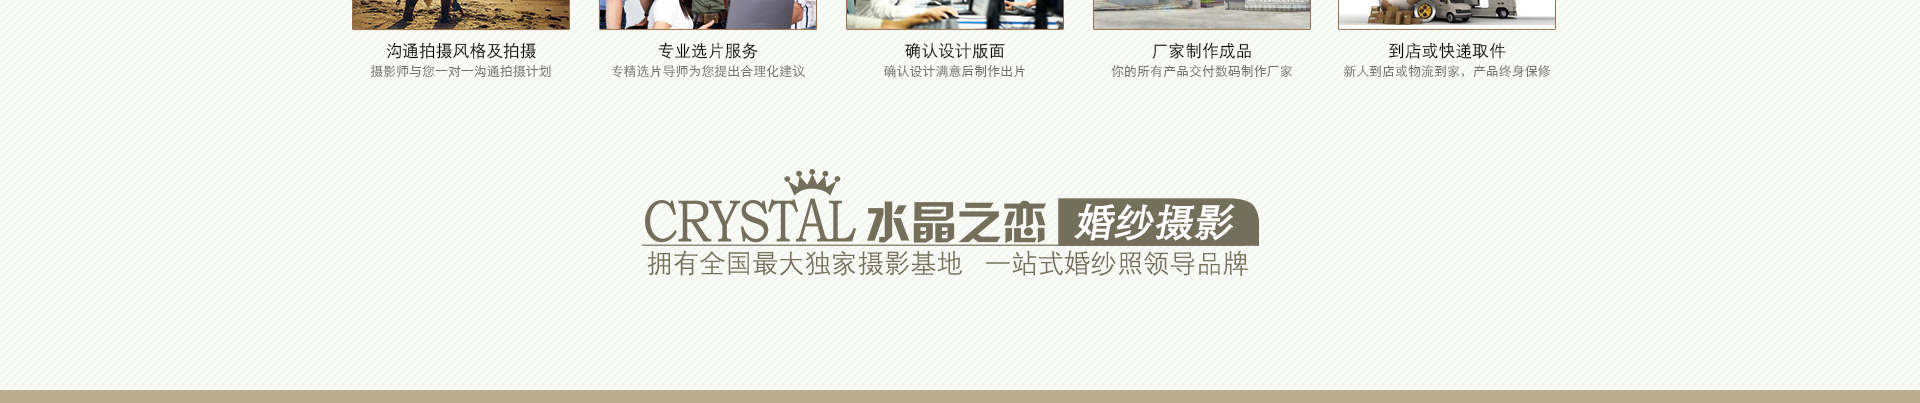 沟通拍摄风格及拍摄
摄影师与您一对一沟通拍摄计划
专业选片服务
专精选片导师为您提出合理化建议
确认设计版面
确认设计满意后制作出片
厂家制作成品
你的所有产品交付数码制作厂家
到店或快递取件
新人到店或物流到家，产品终身保修
CRYSTAL 水晶之恋 婚纱摄影
拥有全国最大独家摄影基地 一站式婚纱照领导品牌